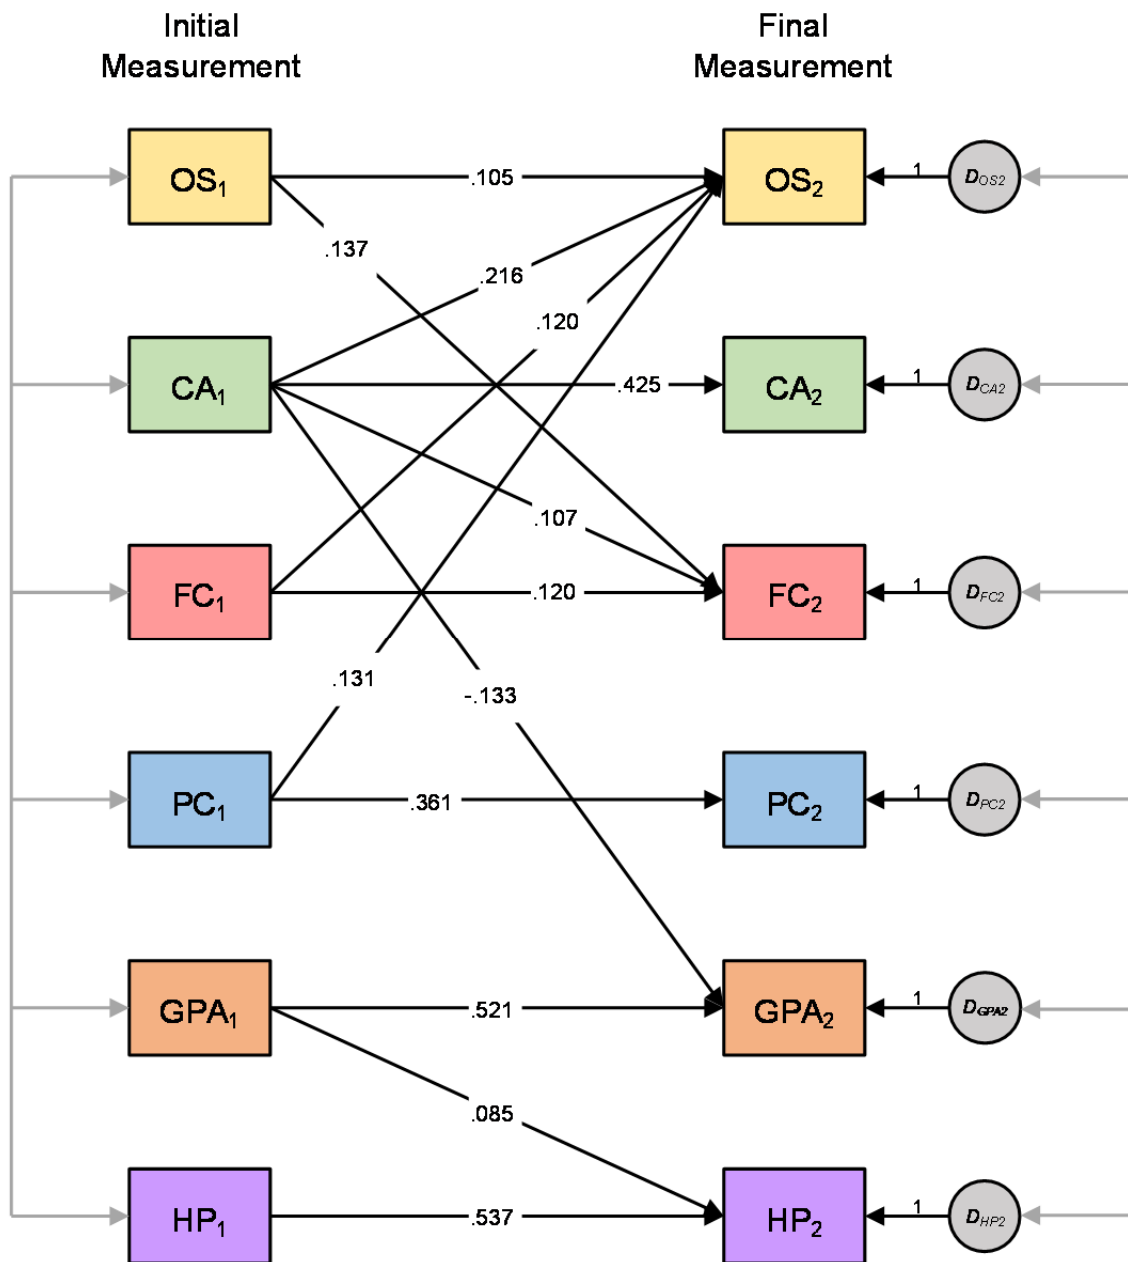 Initial
Measurement
Final
Measurement
OS1
.105
OS2
1
DOS2
.137
.216
.120
CA1
.425
CA2
1
DCA2
.107
FC1
.120
FC2
1
DFC2
.131
-.133
PC1
.361
PC2
1
DPC2
GPA1
.521
GPA2
1
DGPA2
.085
HP1
.537
HP2
1
DHP2